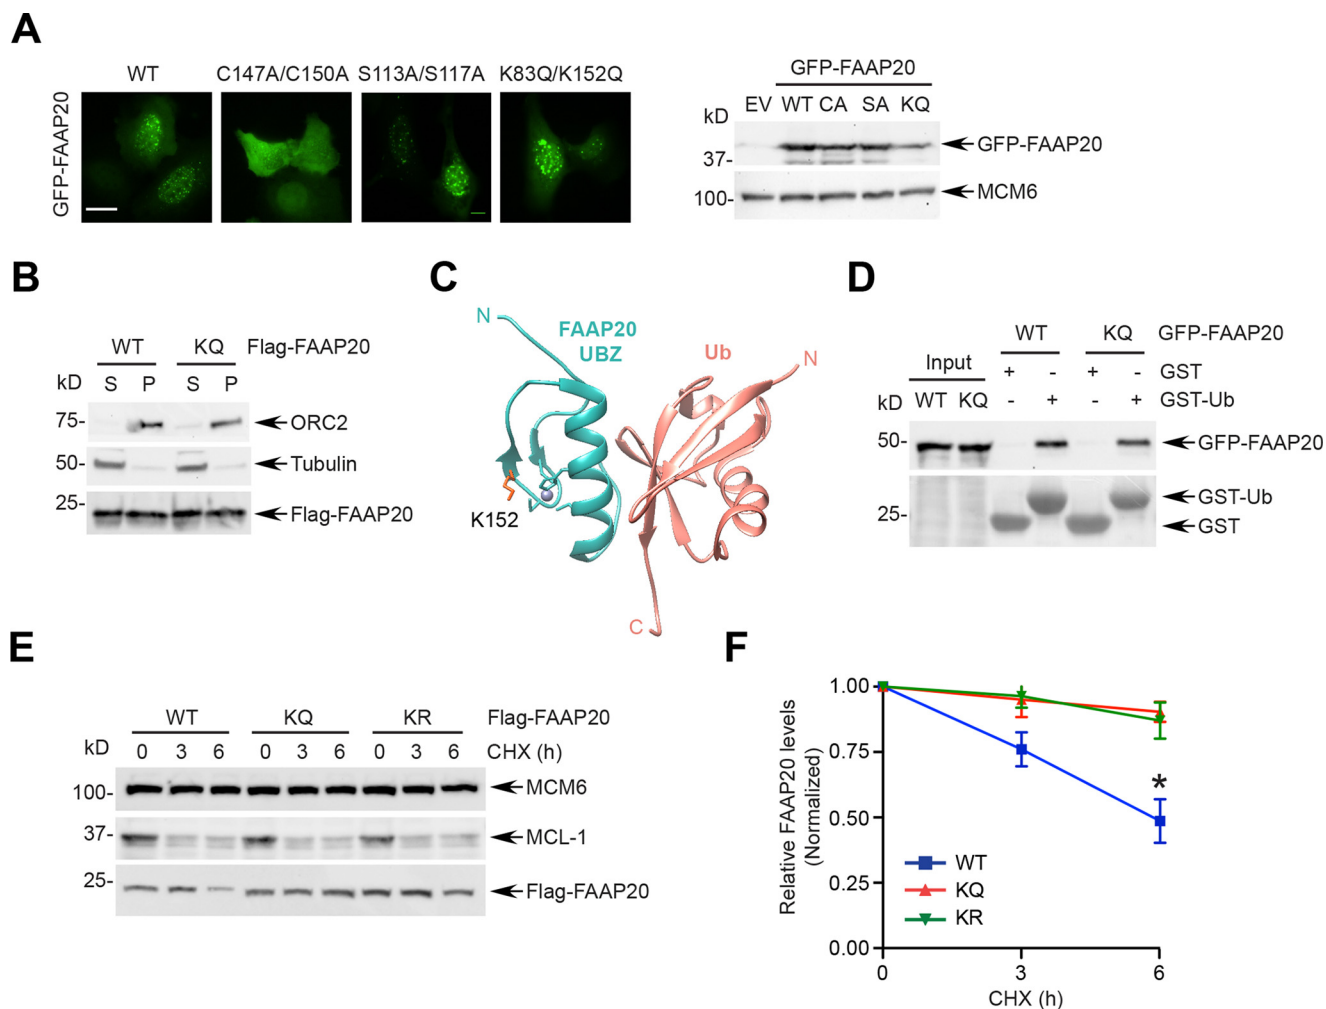 A
WT C147A/C150A S113A/S117A K83Q/K152Q
GFP-FAAP20
GFP-FAAP20
kD EV WT CA SA KQ
37- GFP-FAAP20
100- MCM6
B
WT KQ Flag-FAAP20
kD S P S P
75- ORC2
50- Tubulin
25- Flag-FAAP20
C
N FAAP20 UBZ Ub N
K152
C
D
WT KQ GFP-FAAP20
Input + - + - GST
kD WT KQ - + - + GST-Ub
50- GFP-FAAP20
GST-Ub
25- GST
E
WT KQ KR Flag-FAAP20
kD 0 3 6 0 3 6 0 3 6 CHX (h)
100- MCM6
37- MCL-1
25- Flag-FAAP20
F
Relative FAAP20 levels
(Normalized)
1.00
0.75
*
0.50
0.25
0.00
WT
KQ
KR
0 3 6
CHX (h)